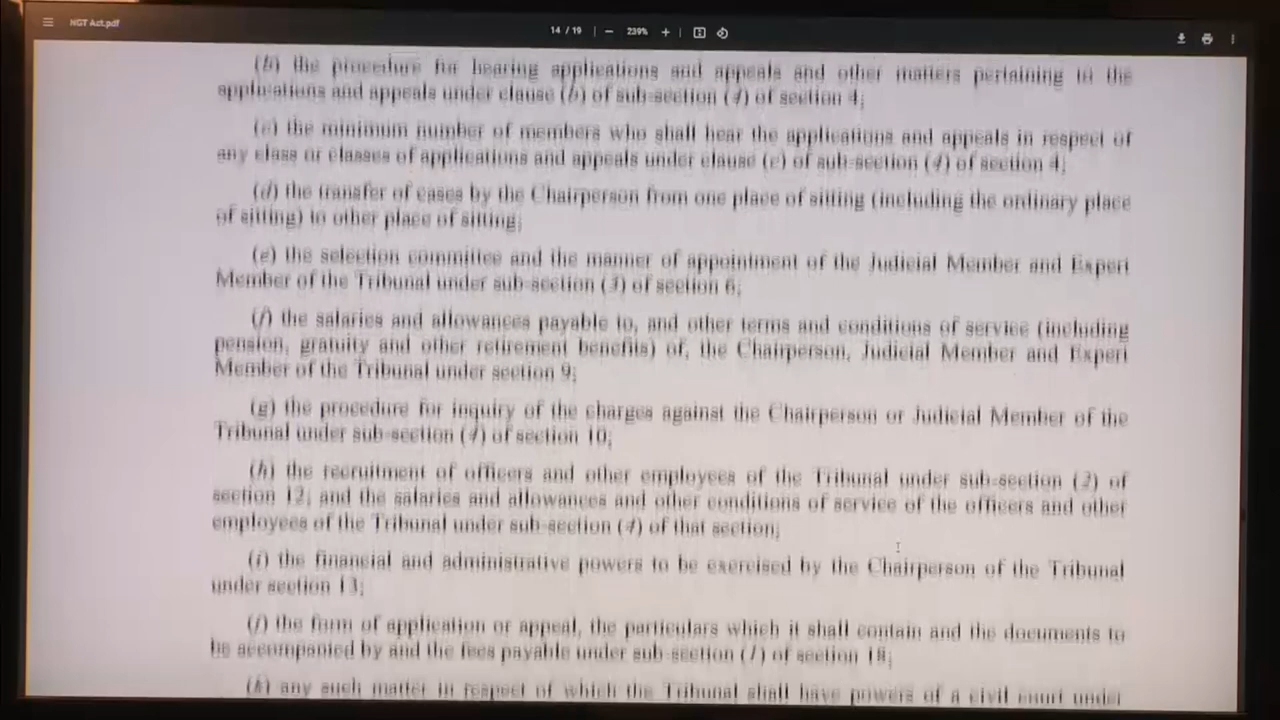 NGT Act.pdf
14 / 19
239%
(b) the procedure for hearing applications and appeals and other matters pertaining to the
applications and appeals under clause (b) of sub-section (4) of section 4;
(c) the minimum number of members who shall hear the applications and appeals in respect of
any class or classes of applications and appeals under clause (c) of sub-section (4) of section 4;
(d) the transfer of cases by the Chairperson from one place of sitting (including the ordinary place
of sitting) to other place of sitting;
(e) the selection committee and the manner of appointment of the Judicial Member and Expert
Member of the Tribunal under sub-section (3) of section 6;
(f) the salaries and allowances payable to, and other terms and conditions of service (including
pension, gratuity and other retirement benefits) of, the Chairperson, Judicial Member and Expert
Member of the Tribunal under section 9;
(g) the procedure for inquiry of the charges against the Chairperson or Judicial Member of the
Tribunal under sub-section (4) of section 10;
(h) the recruitment of officers and other employees of the Tribunal under sub-section (2) of
section 12; and the salaries and allowances and other conditions of service of the officers and other
employees of the Tribunal under sub-section (4) of that section;
(i) the financial and administrative powers to be exercised by the Chairperson of the Tribunal
under section 13;
(j) the form of application or appeal, the particulars which it shall contain and the documents to
be accompanied by and the fees payable under sub-section (1) of section 18;
(k) any such matter in respect of which the Tribunal shall have powers of a civil court under